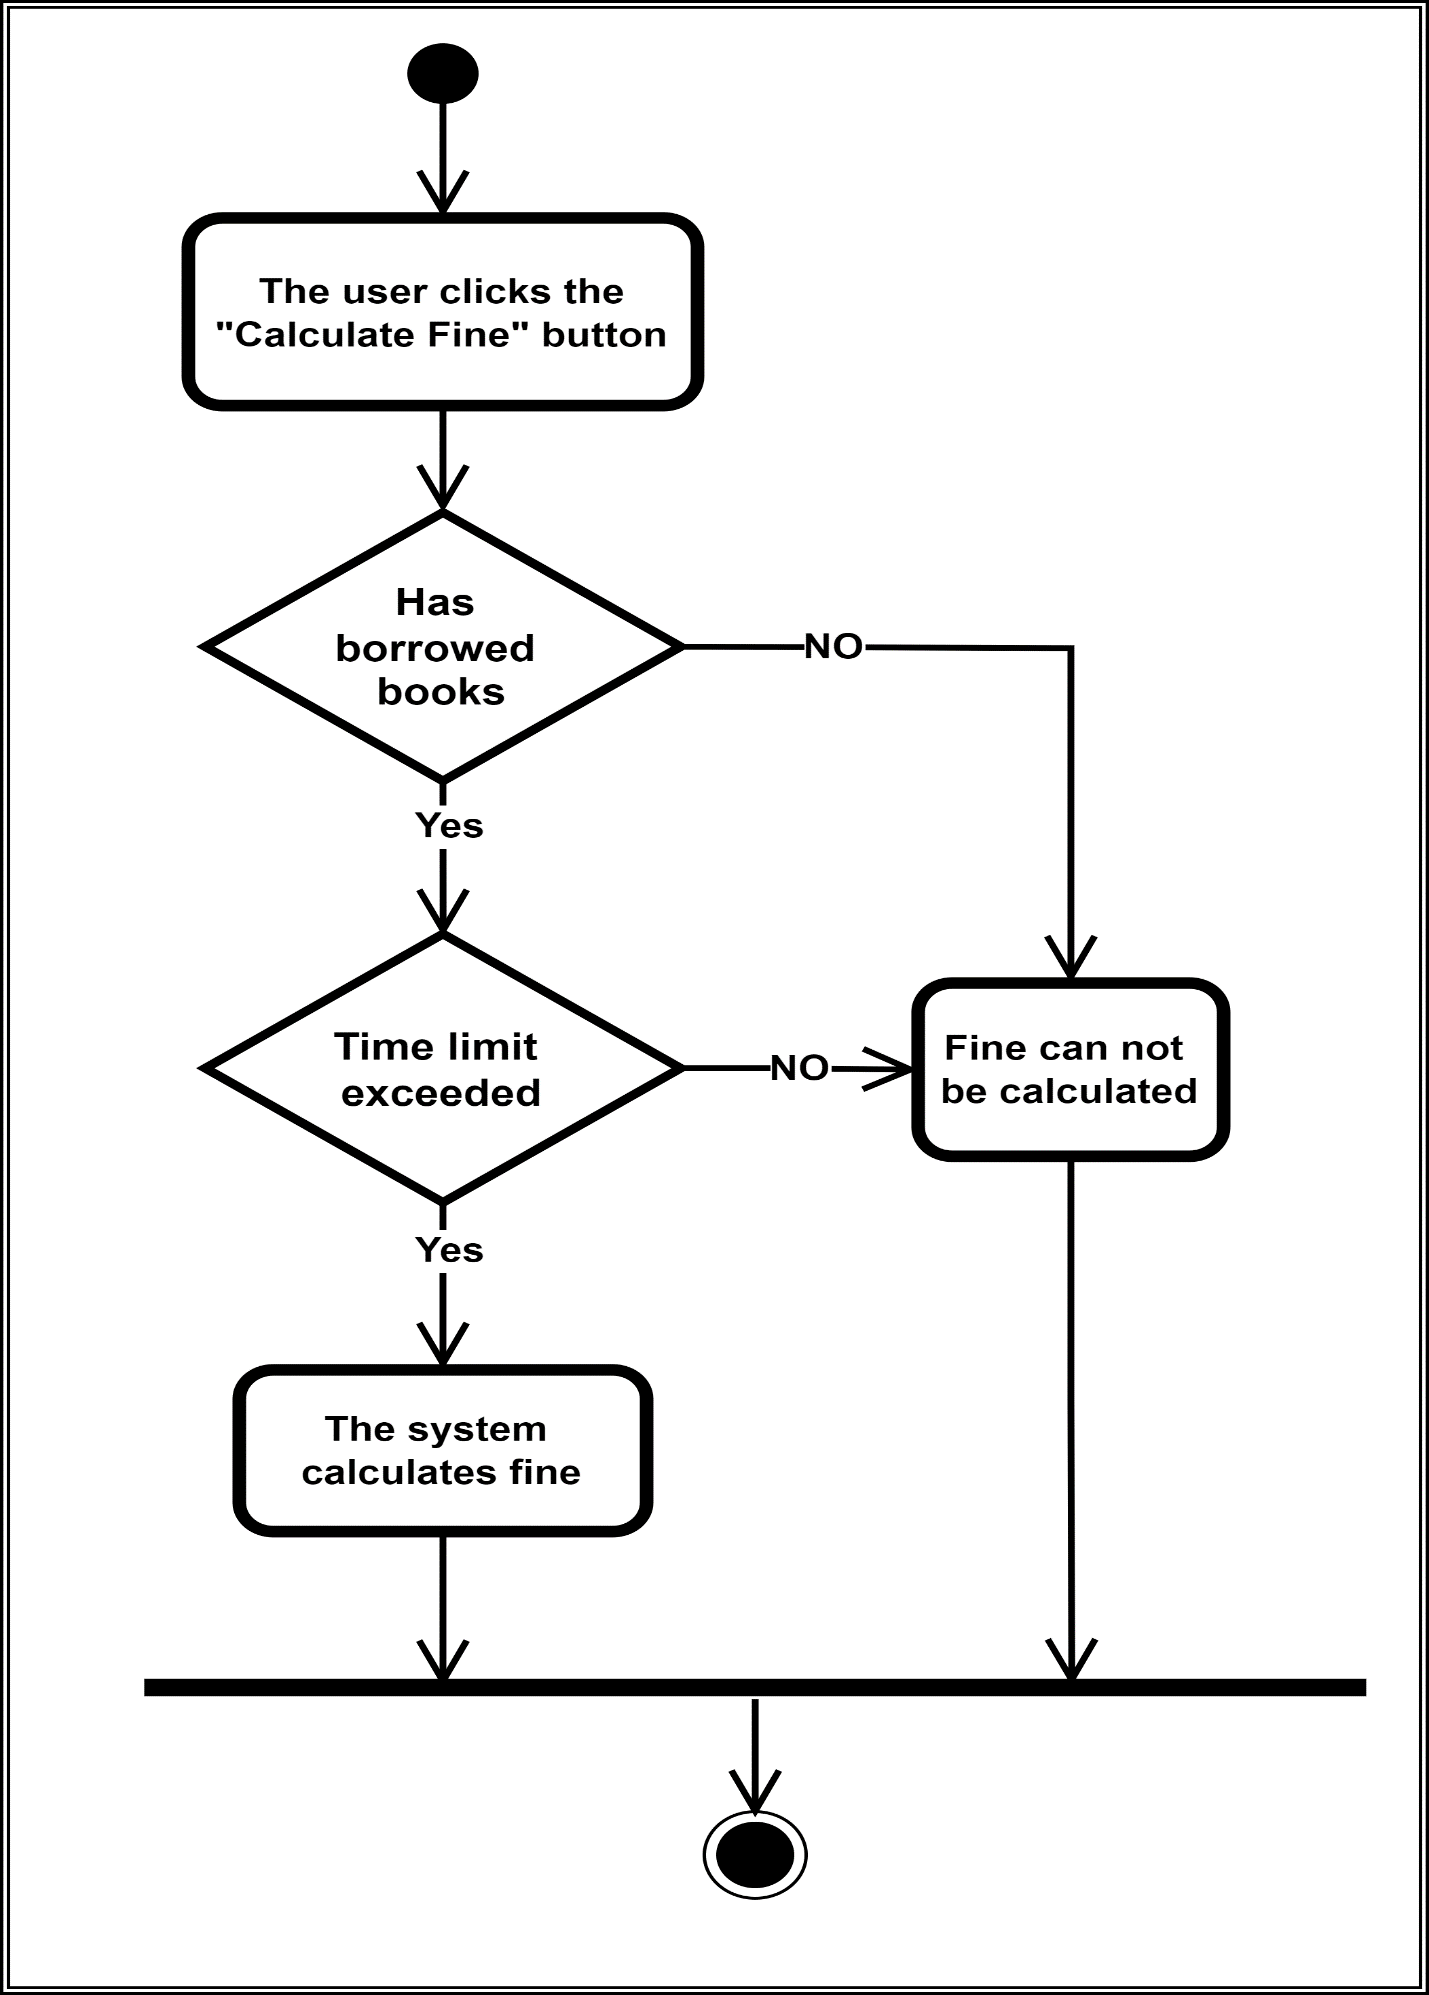 The user clicks the
"Calculate Fine" button
Has
borrowed
books
NO
Yes
Time limit
exceeded
NO
Fine can not
be calculated
Yes
The system
calculates fine